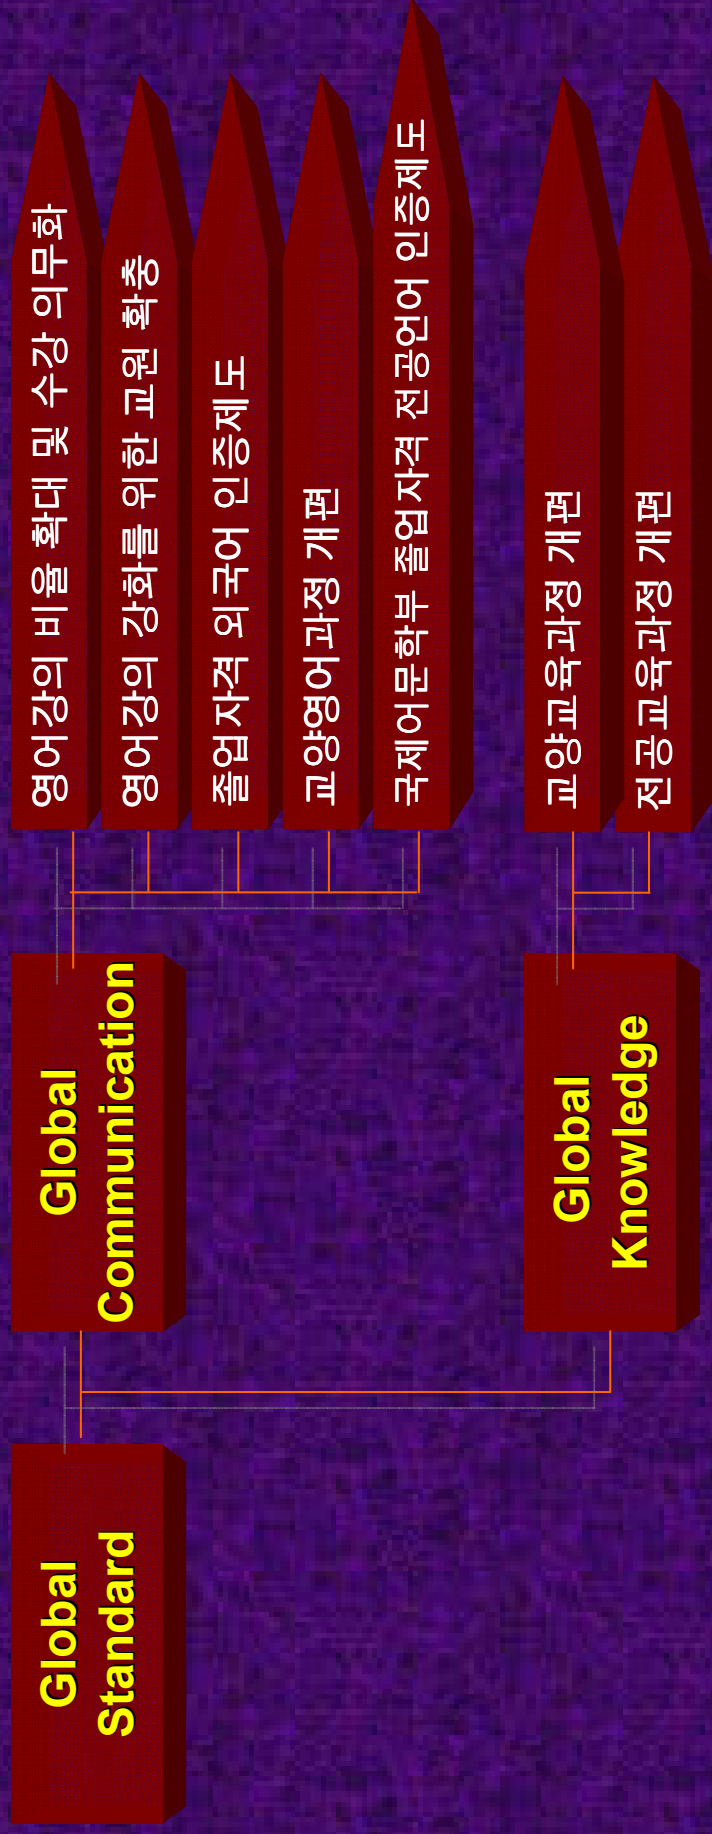 Global
Standard
Global
Communication
영어강의 비율 확대 및 수강 의무화
영어강의 강화를 위한 교원 확충
졸업자격 외국어 인증제도
교양영어과정 개편
국제어문학부 졸업자격 전공언어 인증제도
Global
Knowledge
교양교육과정 개편
전공교육과정 개편